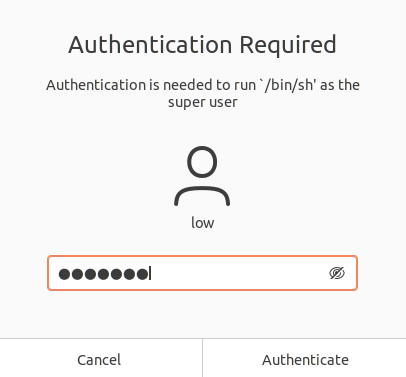 Authentication Required
Authentication is needed to run `/bin/sh' as the
super user
low
●●●●●●●
Cancel
Authenticate